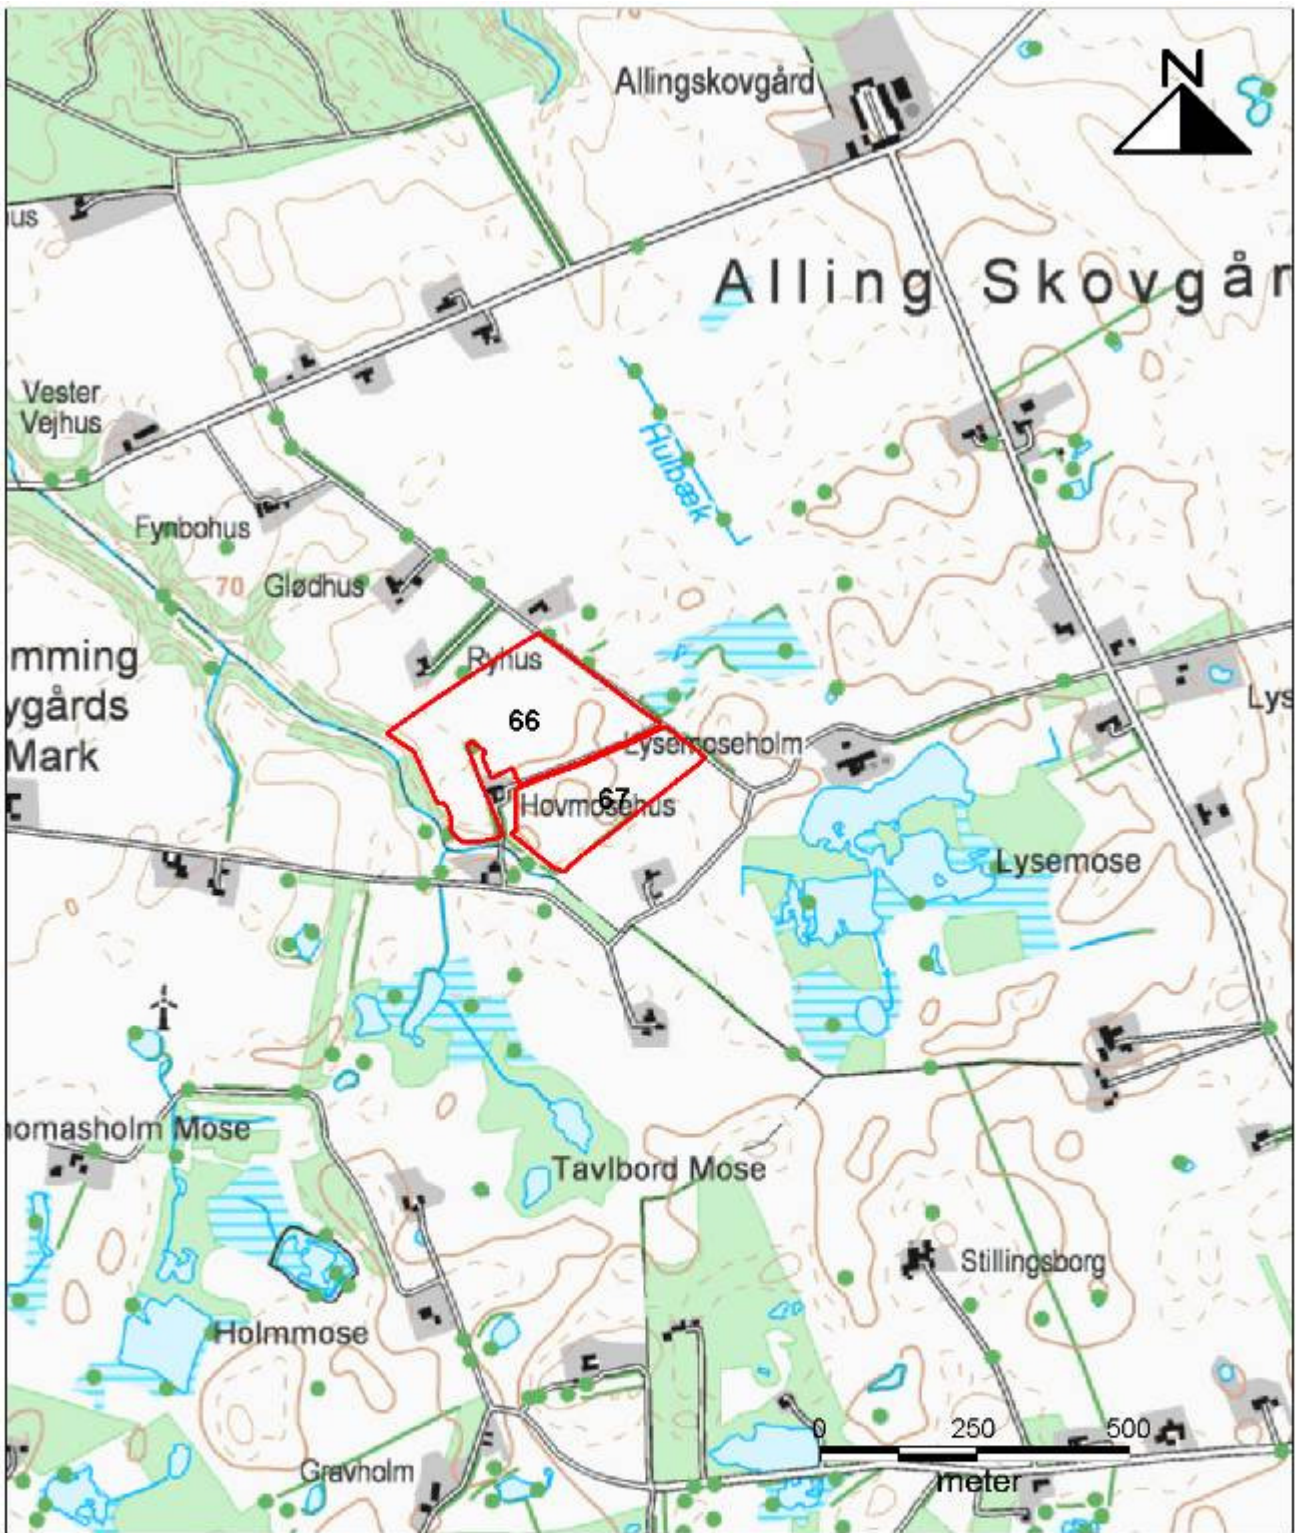 N
Allingskovgård
Alling Skovgår
us
Vester
Vejhus
Hulbæk
Fynbohus
70
Glødhus
mming
ygårds
Mark
Ryhus
66
Lysemoseholm
Lys
67
Hovmosehus
Lysemose
homasholm Mose
Tavlbord Mose
Stillingsborg
Holmmose
0 250 500
meter
Gravholm